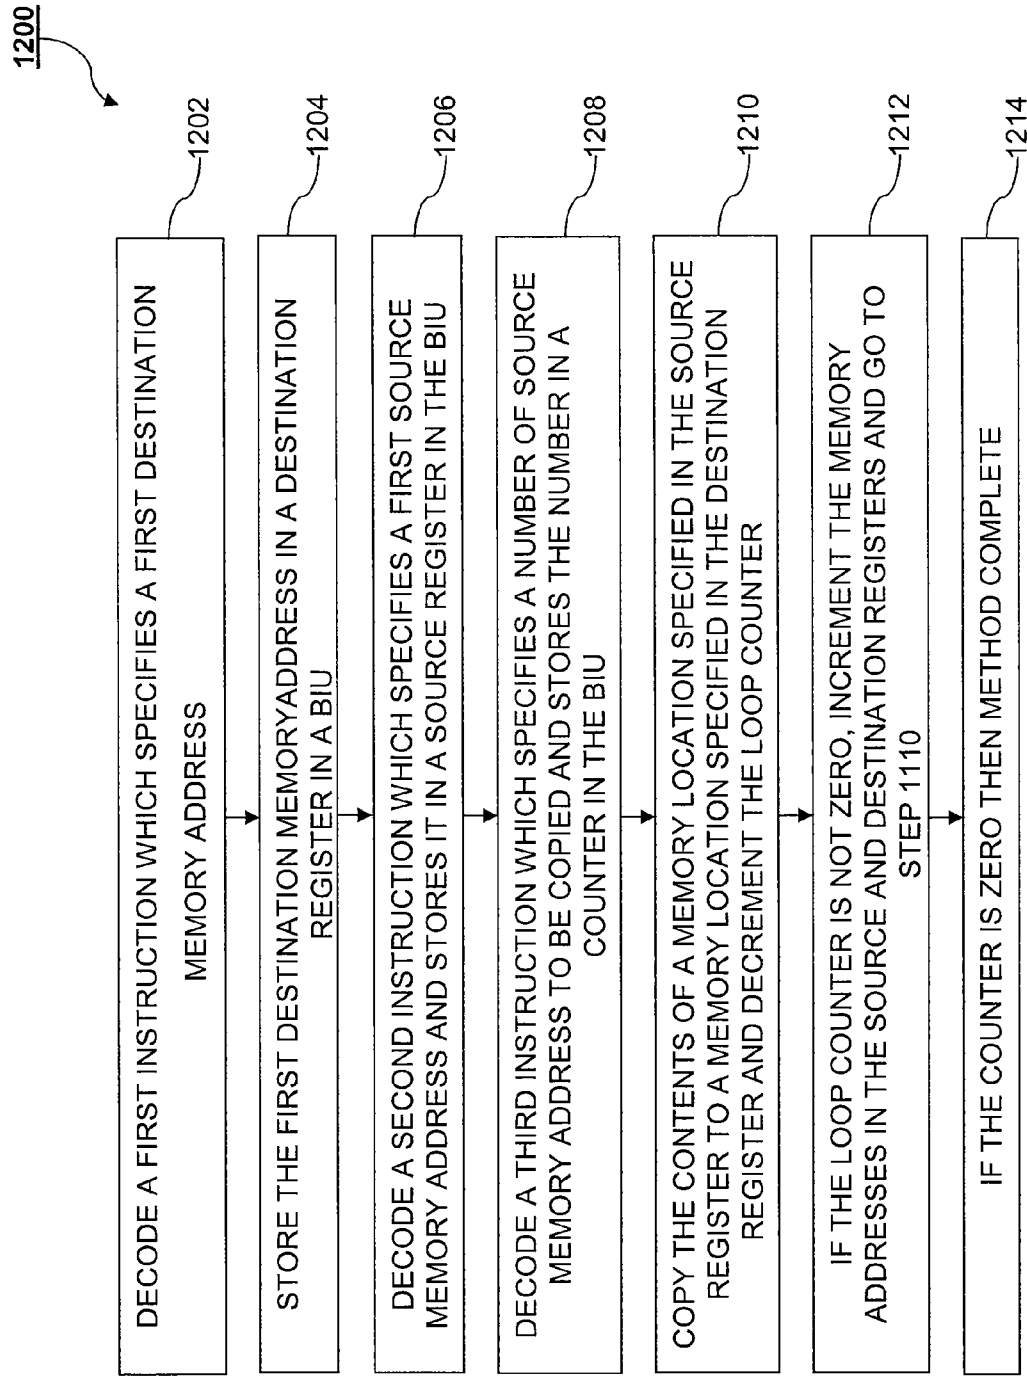 1200
DECODE A FIRST INSTRUCTION WHICH SPECIFIES A FIRST DESTINATION
MEMORY ADDRESS
1202
STORE THE FIRST DESTINATION MEMORYADDRESS IN A DESTINATION
REGISTER IN A BIU
1204
DECODE A SECOND INSTRUCTION WHICH SPECIFIES A FIRST SOURCE
MEMORY ADDRESS AND STORES IT IN A SOURCE REGISTER IN THE BIU
1206
DECODE A THIRD INSTRUCTION WHICH SPECIFIES A NUMBER OF SOURCE
MEMORY ADDRESS TO BE COPIED AND STORES THE NUMBER IN A
COUNTER IN THE BIU
1208
COPY THE CONTENTS OF A MEMORY LOCATION SPECIFIED IN THE SOURCE
REGISTER TO A MEMORY LOCATION SPECIFIED IN THE DESTINATION
REGISTER AND DECREMENT THE LOOP COUNTER
1210
IF THE LOOP COUNTER IS NOT ZERO, INCREMENT THE MEMORY
ADDRESSES IN THE SOURCE AND DESTINATION REGISTERS AND GO TO
STEP 1110
1212
IF THE COUNTER IS ZERO THEN METHOD COMPLETE
1214